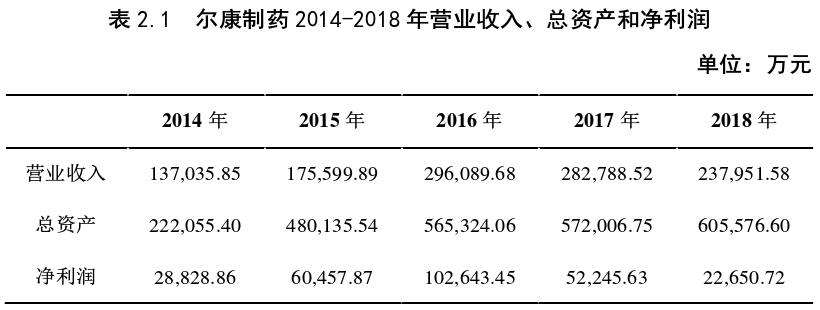 表 2.1 尔康制药 2014-2018 年营业收入、总资产和净利润
单位：万元
2014 年 2015 年 2016 年 2017 年 2018 年
营业收入 137,035.85 175,599.89 296,089.68 282,788.52 237,951.58
总资产 222,055.40 480,135.54 565,324.06 572,006.75 605,576.60
净利润 28,828.86 60,457.87 102,643.45 52,245.63 22,650.72